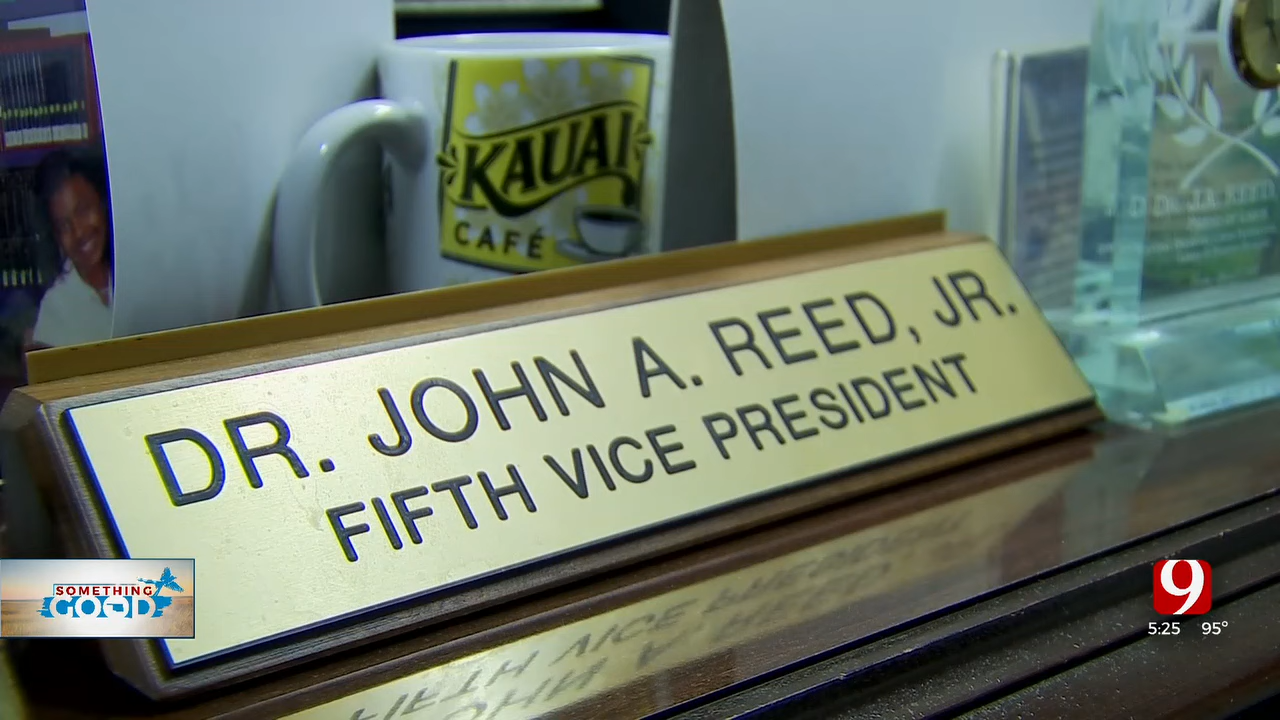 KAUAI
CAFÉ
DR. JOHN A. REED, JR.
FIFTH VICE PRESIDENT
SOMETHING
GOOD
9
5:25 95°